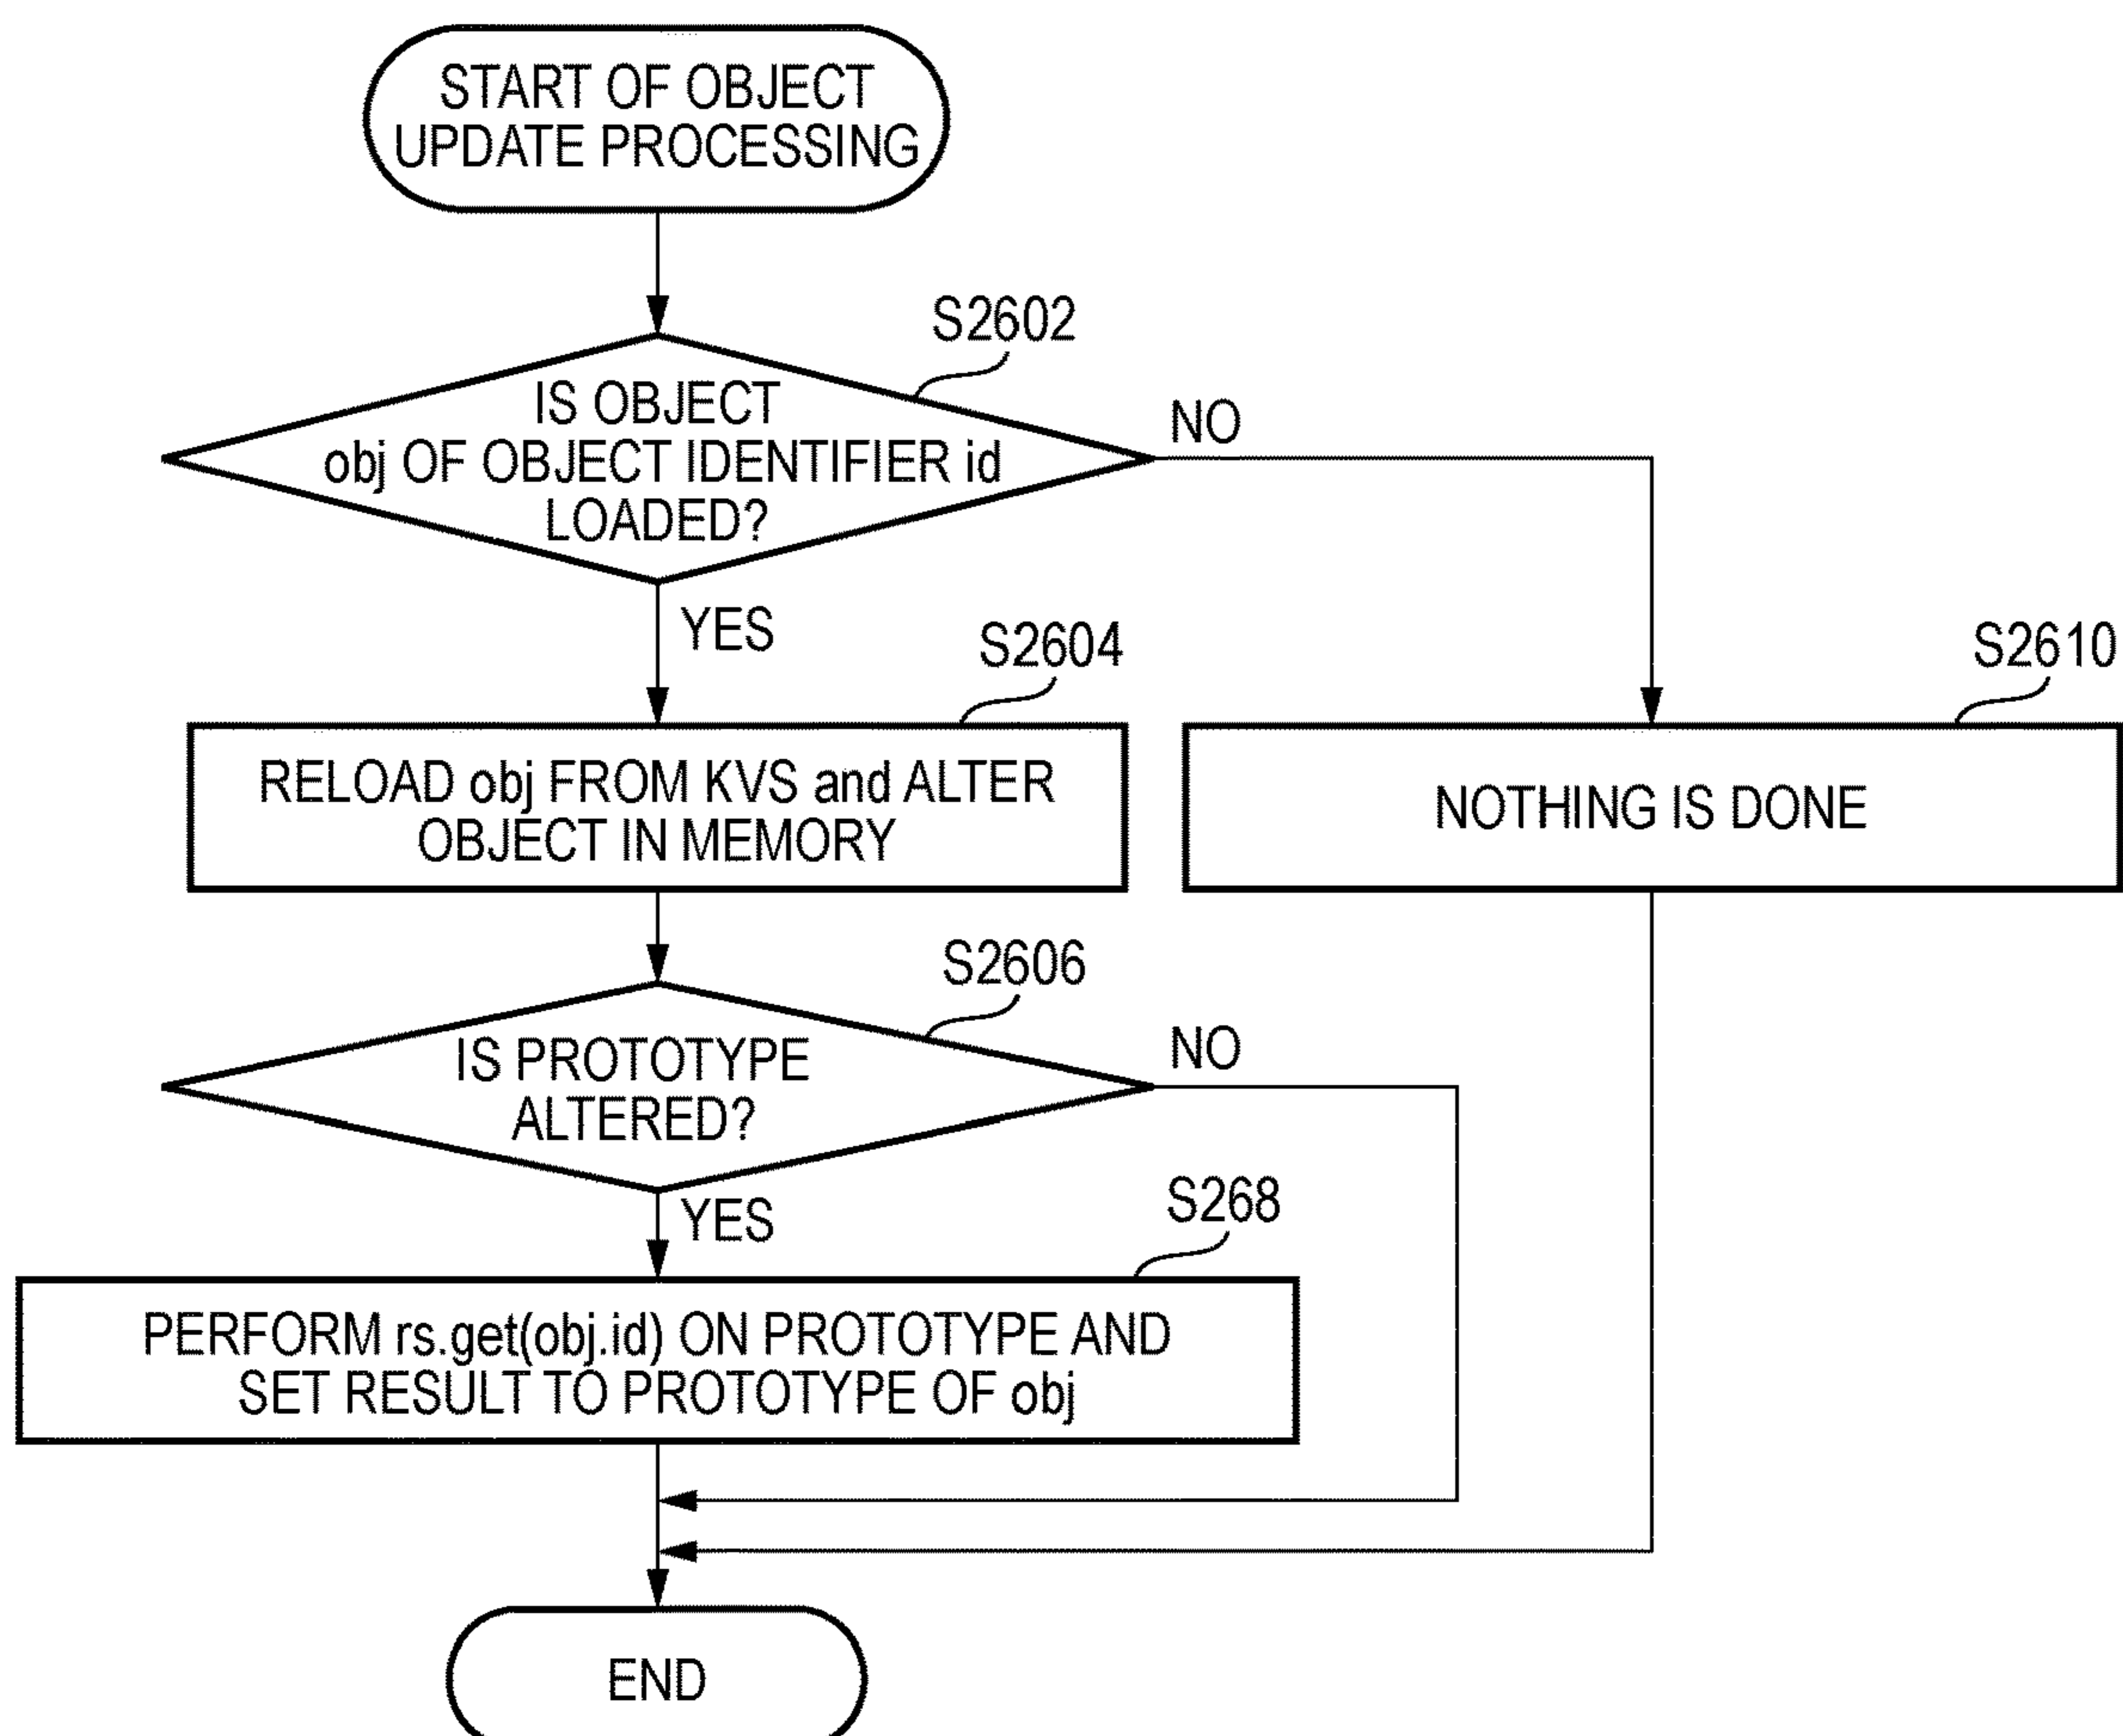 START OF OBJECT
UPDATE PROCESSING
S2602
IS OBJECT
obj OF OBJECT IDENTIFIER id
LOADED?
NO
YES
S2604
S2610
RELOAD obj FROM KVS and ALTER
OBJECT IN MEMORY
NOTHING IS DONE
S2606
IS PROTOTYPE
ALTERED?
NO
YES
S268
PERFORM rs.get(obj.id) ON PROTOTYPE AND
SET RESULT TO PROTOTYPE OF obj
END